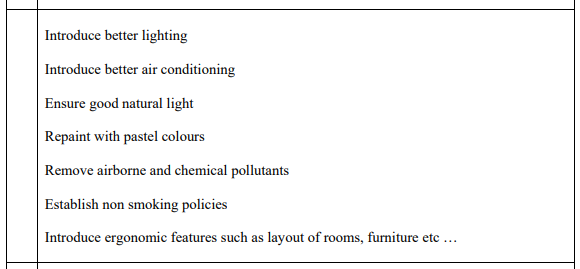 Introduce better lighting
Introduce better air conditioning
Ensure good natural light
Repaint with pastel colours
Remove airborne and chemical pollutants
Establish non smoking policies
Introduce ergonomic features such as layout of rooms, furniture etc …